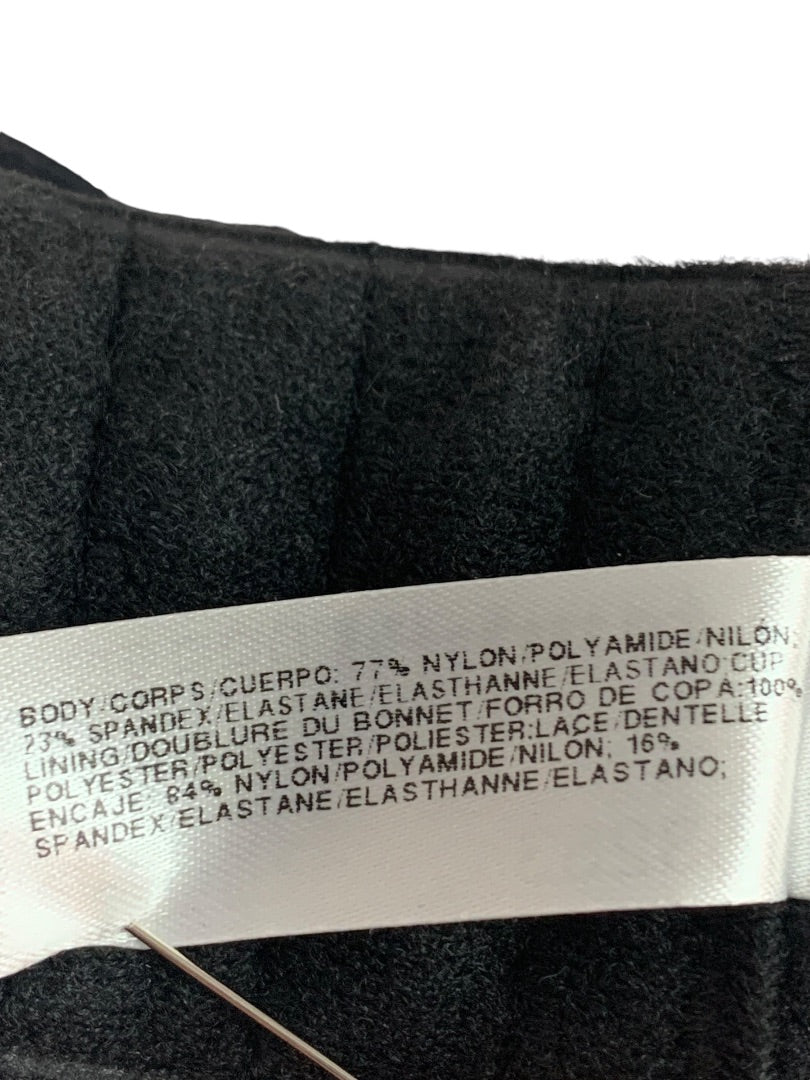 BODY/CORPS/CUERPO: 77% NYLON/POLYAMIDE/NILÓN;
23% SPANDEX/ELASTANE/ELASTHANNE/ELASTANO CUP
LINING/DOUBLURE DU BONNET/FORRO DE COPA:100%
POLYESTER/POLYESTER/POLIESTER:LACE/DENTELLE
ENCAJE: 84% NYLON/POLYAMIDE/NILON; 16%
SPANDEX/ELASTANE/ELASTHANNE/ELASTANO;